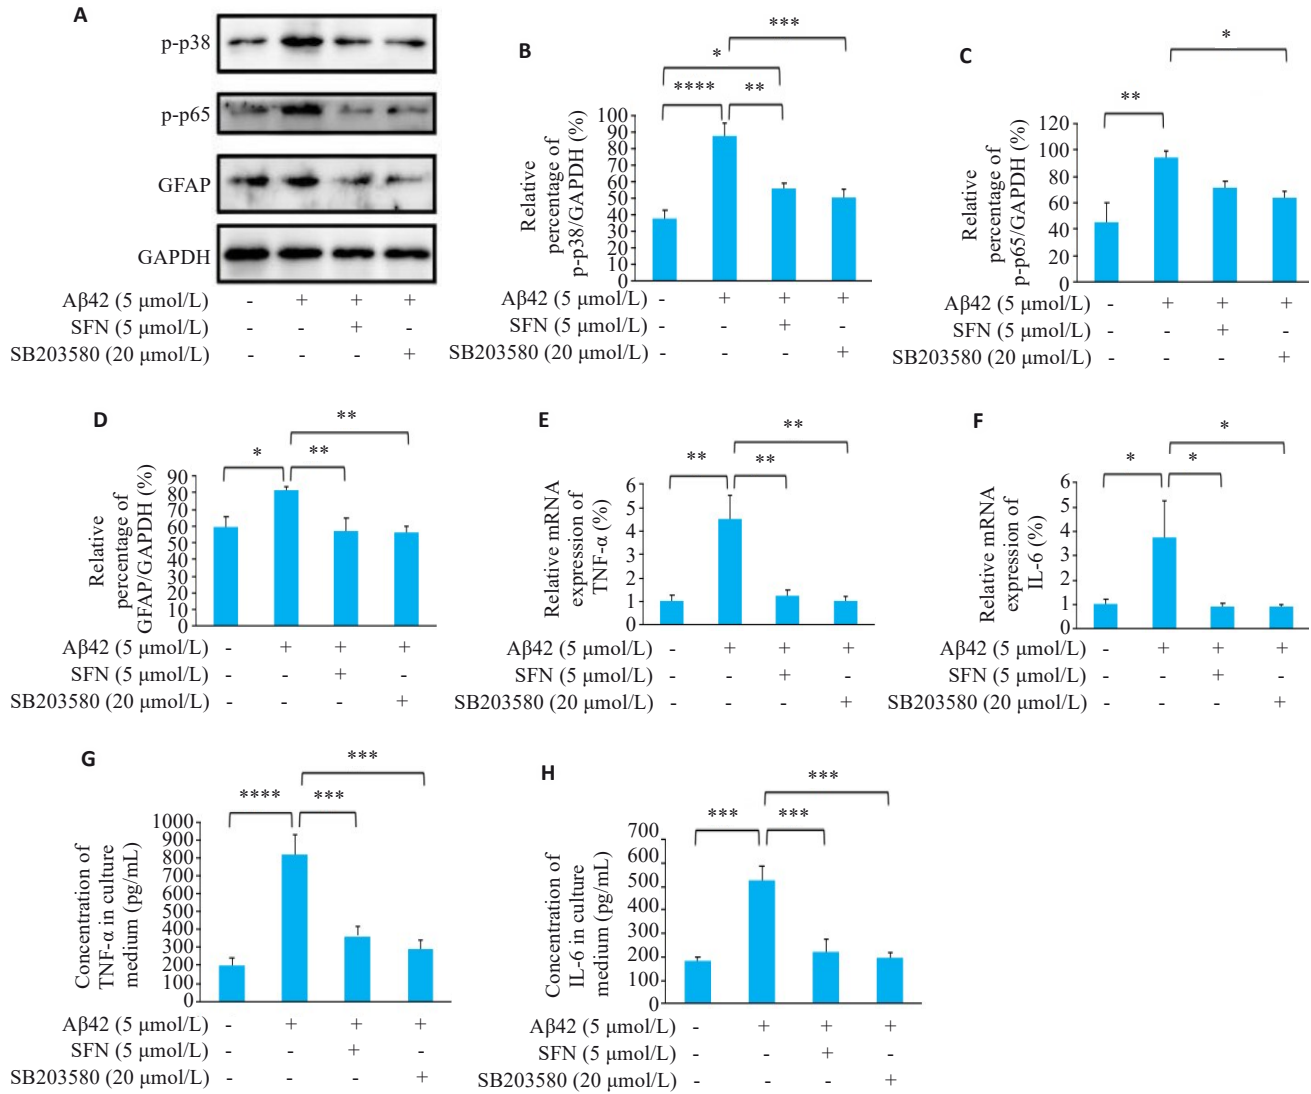 A
p-p38
p-p65
GFAP
GAPDH
Aβ42 (5 μmol/L) - + + +
SFN (5 μmol/L) - - + -
SB203580 (20 μmol/L) - - - +
B
***
*
**** **
Relative
percentage of
p-p38/GAPDH (%)
100
90
80
70
60
50
40
30
20
10
0
- + + +
- - + -
- - - +
C
*
**
Relative
percentage of
p-p65/GAPDH (%)
120
100
80
60
40
20
0
Aβ42 (5 μmol/L) - + + +
SFN (5 μmol/L) - - + -
SB203580 (20 μmol/L) - - - +
D
**
* **
Relative
percentage of
GFAP/GAPDH (%)
90
80
70
60
50
40
30
20
10
0
Aβ42 (5 μmol/L) - + + +
SFN (5 μmol/L) - - + -
SB203580 (20 μmol/L) - - - +
E
**
** **
Relative mRNA
expression of
TNF-α (%)
6
5
4
3
2
1
0
Aβ42 (5 μmol/L) - + + +
SFN (5 μmol/L) - - + -
SB203580 (20 μmol/L) - - - +
F
*
* *
Relative mRNA
expression of
IL-6 (%)
6
5
4
3
2
1
0
Aβ42 (5 μmol/L) - + + +
SFN (5 μmol/L) - - + -
SB203580 (20 μmol/L) - - - +
G
***
**** ***
Concentration of
TNF-α in culture
medium (pg/mL)
1000
900
800
700
600
500
400
300
200
100
0
Aβ42 (5 μmol/L) - + + +
SFN (5 μmol/L) - - + -
SB203580 (20 μmol/L) - - - +
H
***
*** ***
Concentration of
IL-6 in culture
medium (pg/mL)
700
600
500
400
300
200
100
0
Aβ42 (5 μmol/L) - + + +
SFN (5 μmol/L) - - + -
SB203580 (20 μmol/L) - - - +